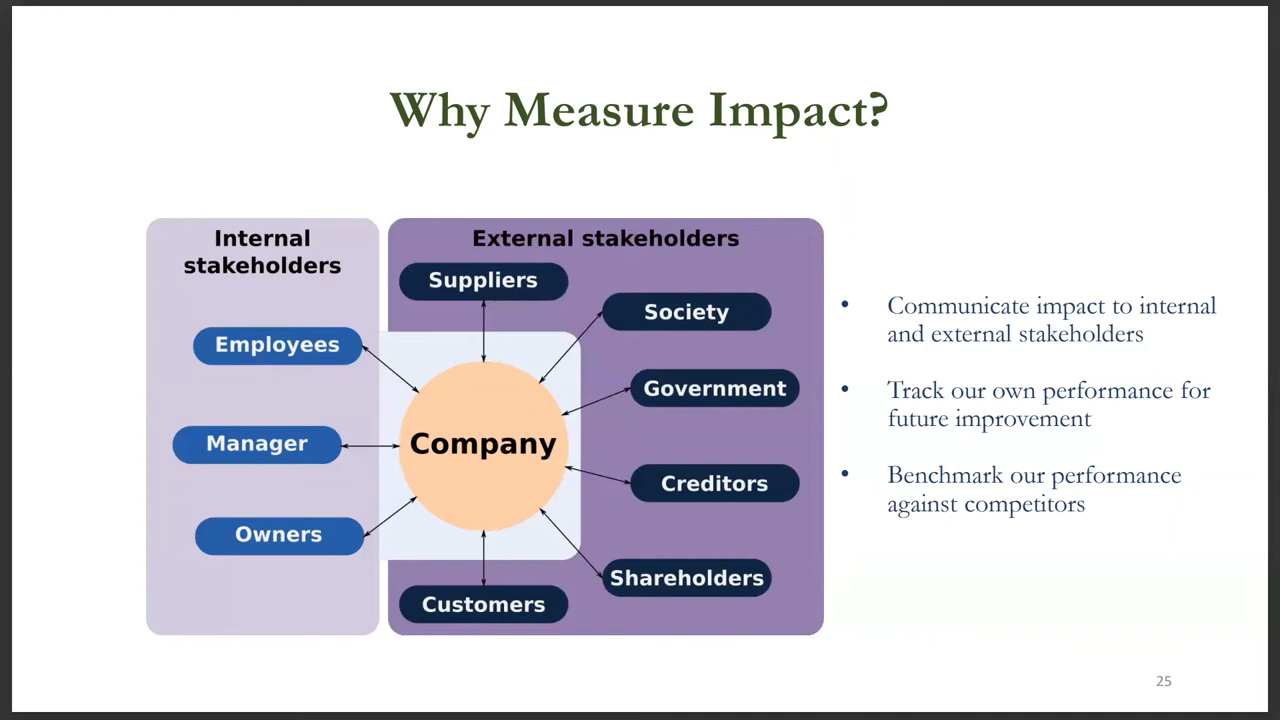 Why Measure Impact?
Internal
stakeholders
Employees
Manager
Owners
External stakeholders
Suppliers
Society
Government
Company
Creditors
Shareholders
Customers
• Communicate impact to internal
and external stakeholders
• Track our own performance for
future improvement
• Benchmark our performance
against competitors
25